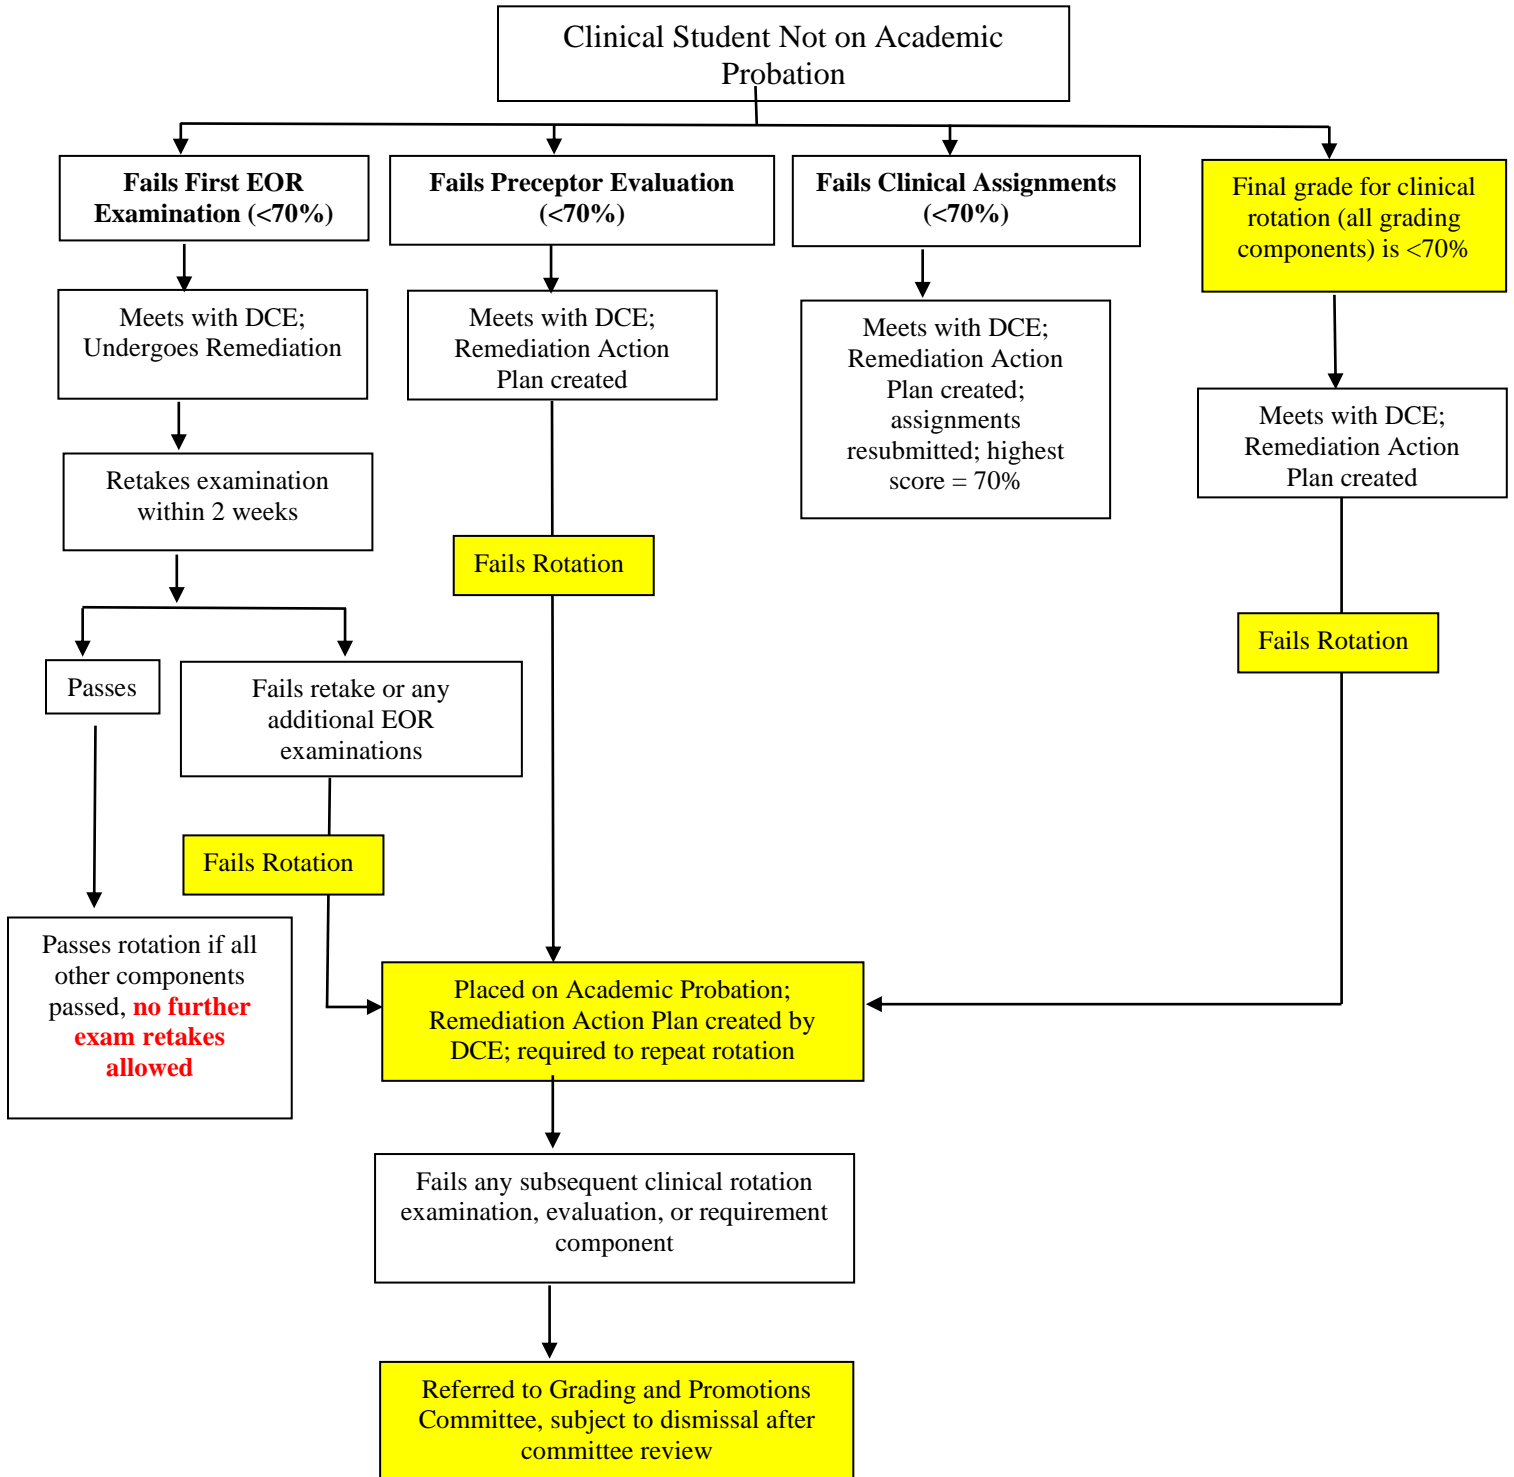 Clinical Student Not on Academic
Probation
Fails First EOR
Examination (<70%)
Fails Preceptor Evaluation
(<70%)
Fails Clinical Assignments
(<70%)
Final grade for clinical
rotation (all grading
components) is <70%
Meets with DCE;
Undergoes Remediation
Meets with DCE;
Remediation Action
Plan created
Meets with DCE;
Remediation Action
Plan created;
assignments
resubmitted; highest
score = 70%
Meets with DCE;
Remediation Action
Plan created
Retakes examination
within 2 weeks
Fails Rotation
Fails Rotation
Passes
Fails retake or any
additional EOR
examinations
Fails Rotation
Passes rotation if all
other components
passed, no further
exam retakes
allowed
Placed on Academic Probation;
Remediation Action Plan created by
DCE; required to repeat rotation
Fails any subsequent clinical rotation
examination, evaluation, or requirement
component
Referred to Grading and Promotions
Committee, subject to dismissal after
committee review